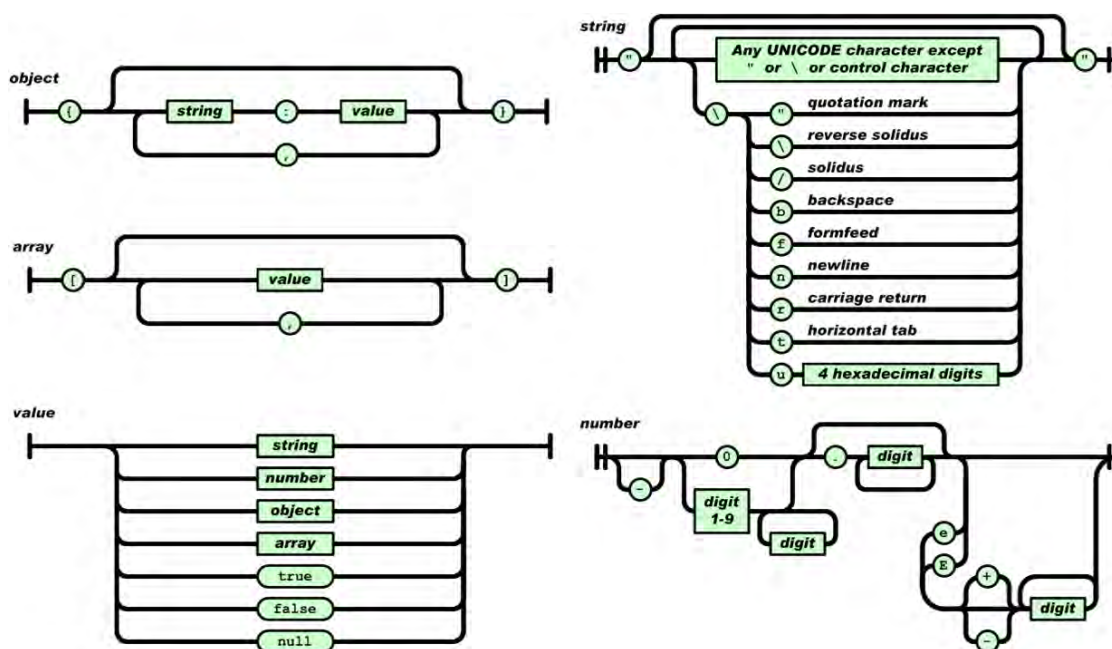 object
{
string : value
}
,
array
[
value
]
,
value
string
number
object
array
true
false
null
string
"
Any UNICODE character except
" or \ or control character
"
\
" quotation mark
\ reverse solidus
/ solidus
b backspace
f formfeed
n newline
r carriage return
t horizontal tab
u 4 hexadecimal digits
number
-
0
digit
1-9
digit
.
digit
e
E
+
-
digit